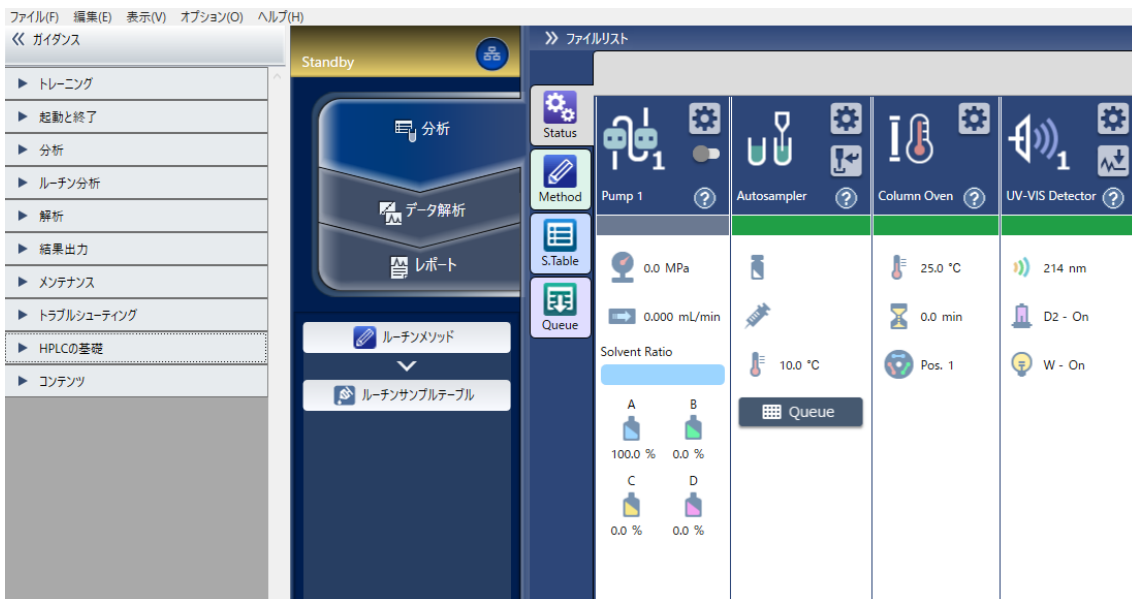 ファイル(F) 編集(E) 表示(V) オプション(O) ヘルプ(H)
ガイダンス
トレーニング
起動と終了
分析
ルーチン分析
解析
結果出力
メンテナンス
トラブルシューティング
HPLCの基礎
コンテンツ
Standby
分析
データ解析
レポート
ルーチンメソッド
ルーチンサンプルテーブル
ファイルリスト
Status
Method
S.Table
Queue
1
Pump 1
0.0 MPa
0.000 mL/min
Solvent Ratio
A B
100.0 % 0.0 %
C D
0.0 % 0.0 %
Autosampler
10.0 °C
Queue
Column Oven
25.0 °C
0.0 min
Pos. 1
1
UV-VIS Detector
214 nm
D2 - On
W - On